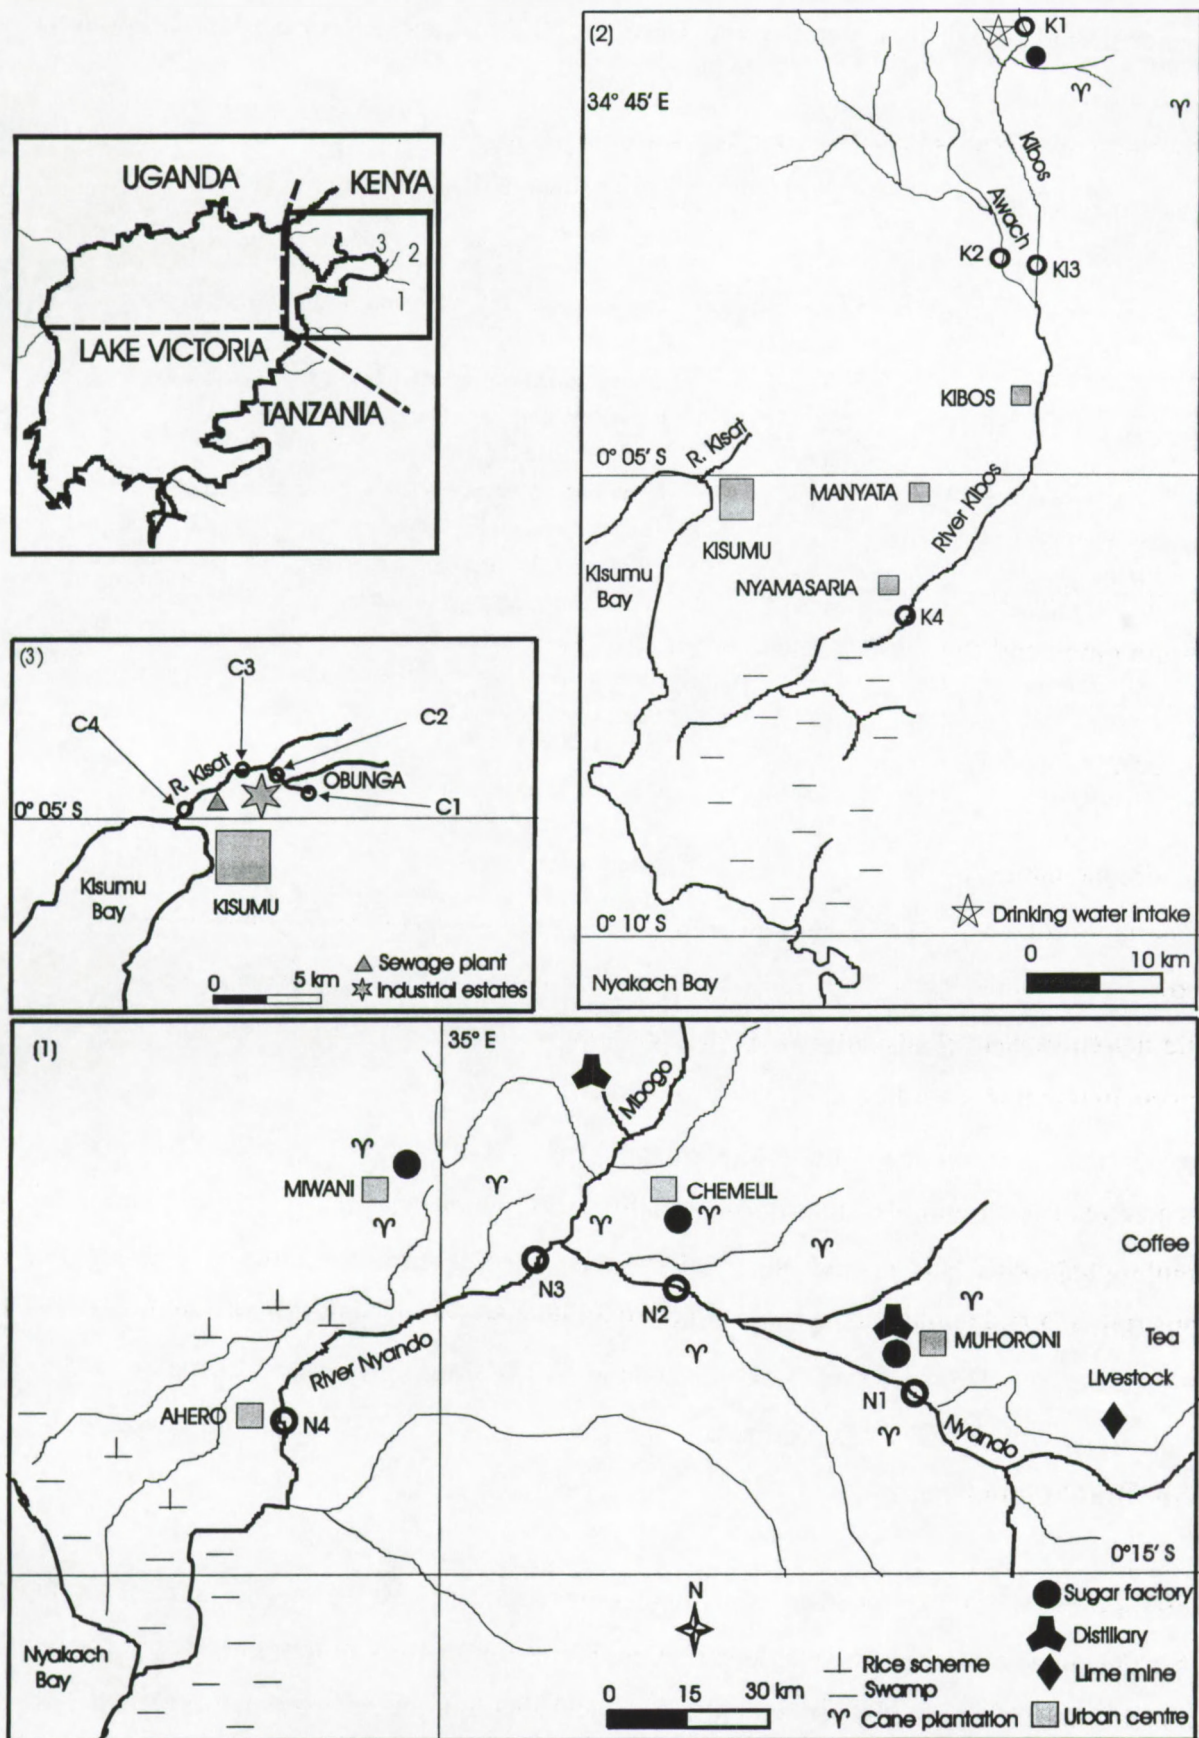 UGANDA
KENYA
3
2
1
LAKE VICTORIA
TANZANIA
(2)
K1
34° 45′ E
Kibos
Awach
K2
KI3
KIBOS
R. Kisat
0° 05′ S
MANYATA
River Kibos
KISUMU
Kisumu
Bay
NYAMASARIA
K4
Drinking water intake
0° 10′ S
0
10 km
Nyakach Bay
(3)
C3
C4
C2
R. Kisat
OBUNGA
0° 05′ S
C1
Kisumu
Bay
KISUMU
Sewage plant
0
5 km
Industrial estates
(1)
35° E
Mbogo
MIWANI
CHEMELIL
Coffee
N3
N2
MUHORONI
Tea
River Nyando
Livestock
N1
AHERO
N4
Nyando
0°15′ S
N
Sugar factory
Distillary
Nyakach
Bay
Rice scheme
Lime mine
Swamp
0
15
30 km
Cane plantation
Urban centre